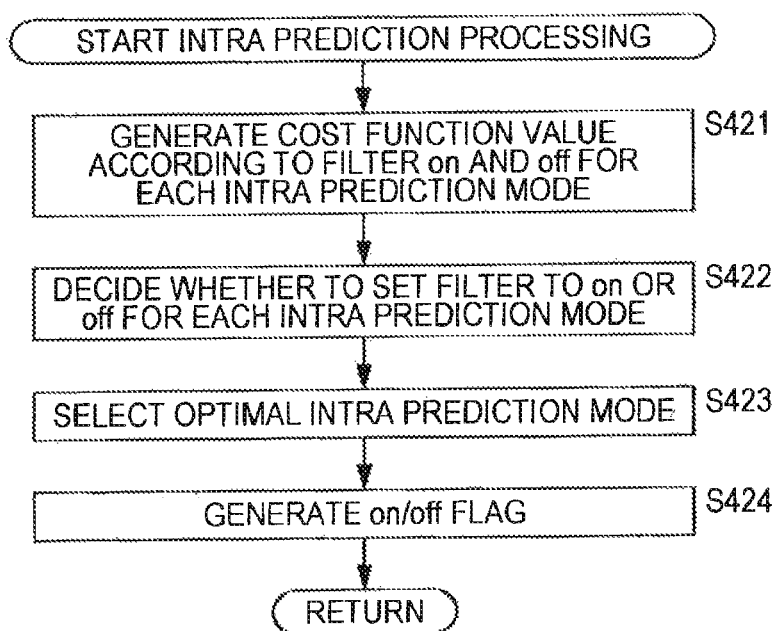 START INTRA PREDICTION PROCESSING
GENERATE COST FUNCTION VALUE
ACCORDING TO FILTER on AND off FOR
EACH INTRA PREDICTION MODE
S421
DECIDE WHETHER TO SET FILTER TO on OR
off FOR EACH INTRA PREDICTION MODE
S422
SELECT OPTIMAL INTRA PREDICTION MODE
S423
GENERATE on/off FLAG
S424
RETURN